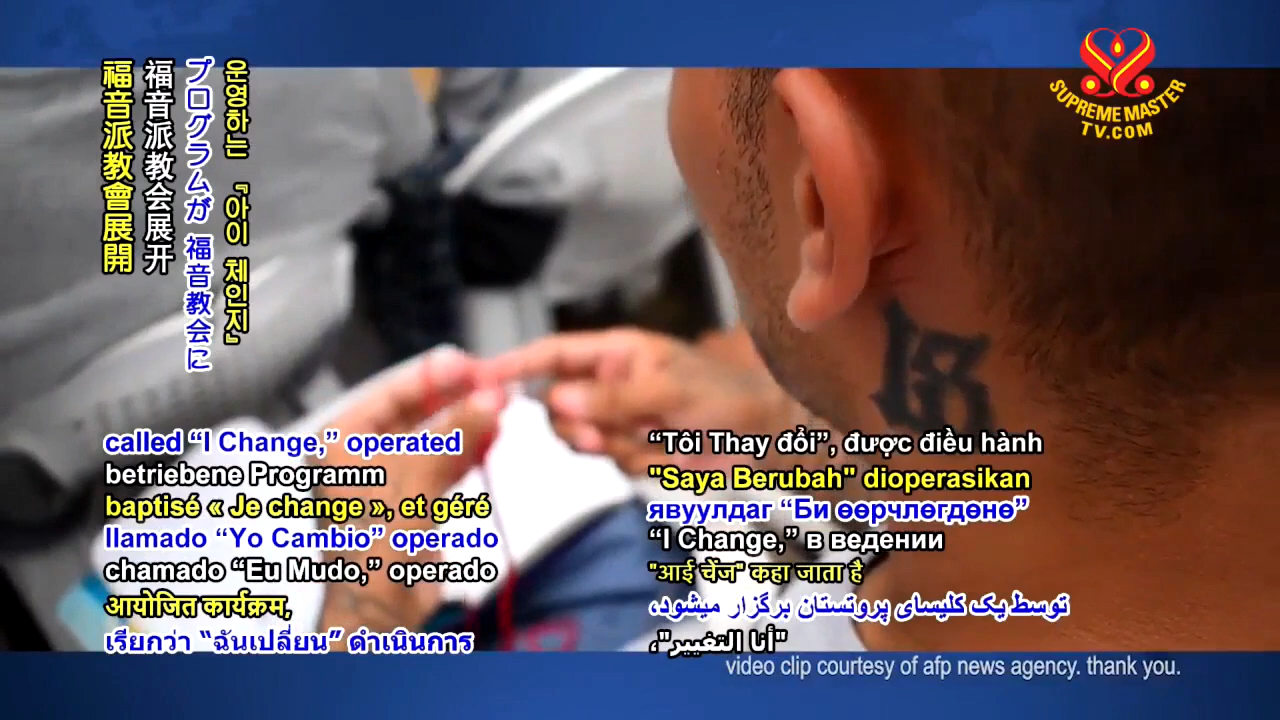 福音派教會展開
福音派教会展开
プログラムが 福音教会に
운영하는 『아이 체인지』
SUPREME MASTER
TV.COM
called “I Change,” operated
betriebene Programm
baptisé « Je change », et géré
llamado “Yo Cambio” operado
chamado “Eu Mudo,” operado
आयोजित कार्यक्रम,
เรียกว่า “ฉันเปลี่ยน” ดำเนินการ
“Tôi Thay đổi”, được điều hành
"Saya Berubah" dioperasikan
явуулдаг “Би өөрчлөгдөнө”
“I Change,” в ведении
"आई चेंज" कहा जाता है
توسط یک کلیسای پروتستان برگزار میشود،
"أنا التغيير"،
18
video clip courtesy of afp news agency. thank you.